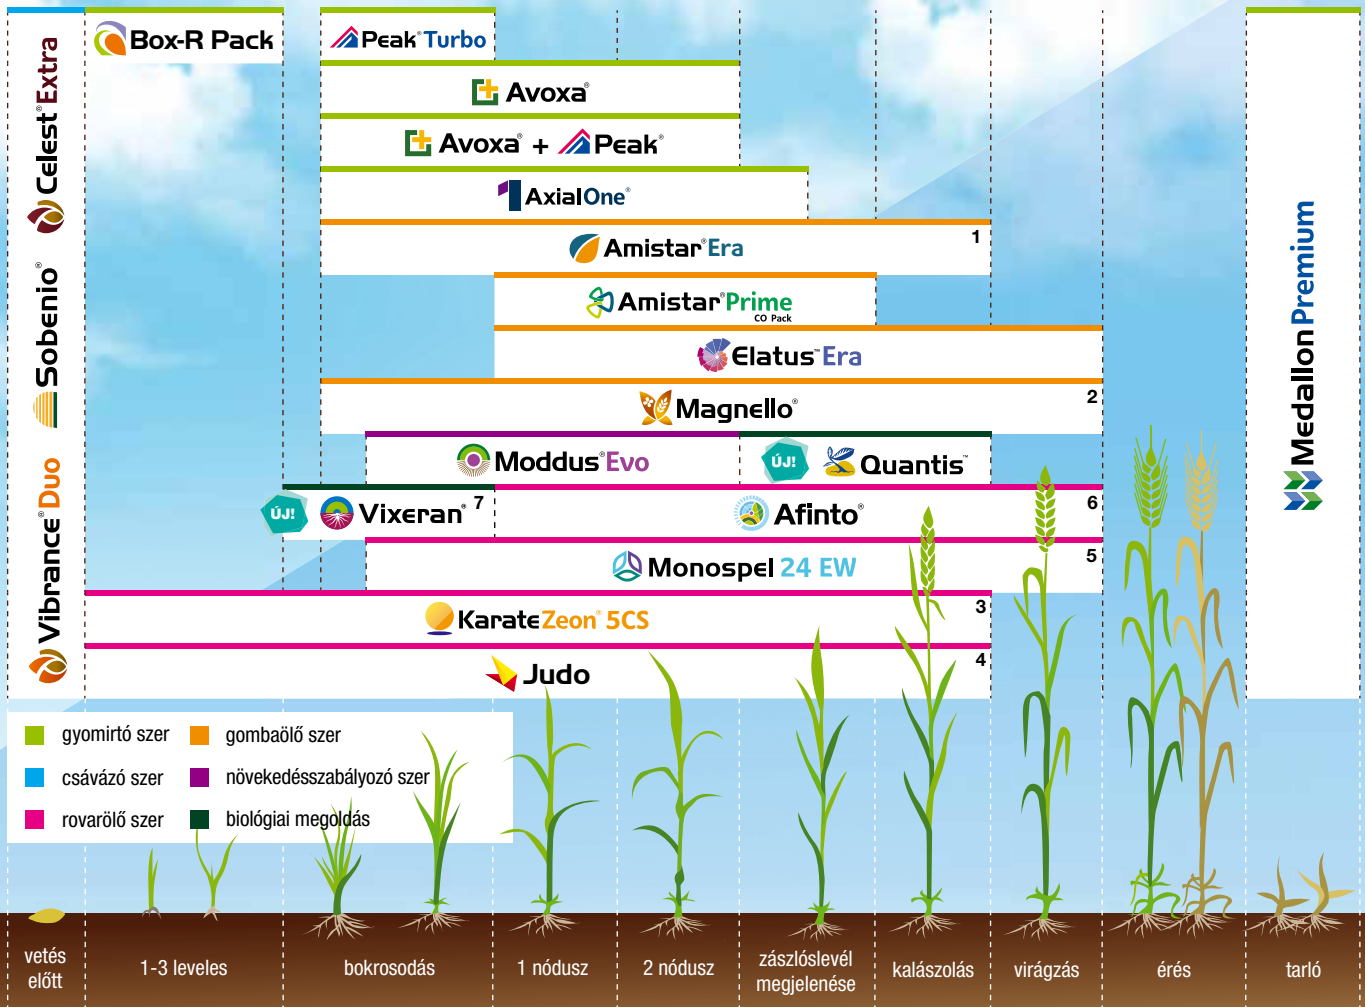 Vibrance® Duo
Sobenio®
Celest® Extra
Box-R Pack
Peak® Turbo
Avoxa®
Avoxa® + Peak®
AxialOne®
Amistar® Era 1
Amistar® Prime
CO Pack
Elatus™ Era
Magnello® 2
Moddus® Evo
ÚJ! Quantis™
ÚJ! Vixeran® 7
Afinto® 6
Monospel 24 EW 5
Karate Zeon® 5CS 3
Judo 4
Medallon Premium
gyomirtó szer
gombaölő szer
csávázó szer
növekedésszabályozó szer
rovarölő szer
biológiai megoldás
vetés
előtt
1-3 leveles
bokrosodás
1 nódusz
2 nódusz
zászlóslevél
megjelenése
kalászolás
virágzás
érés
tarló